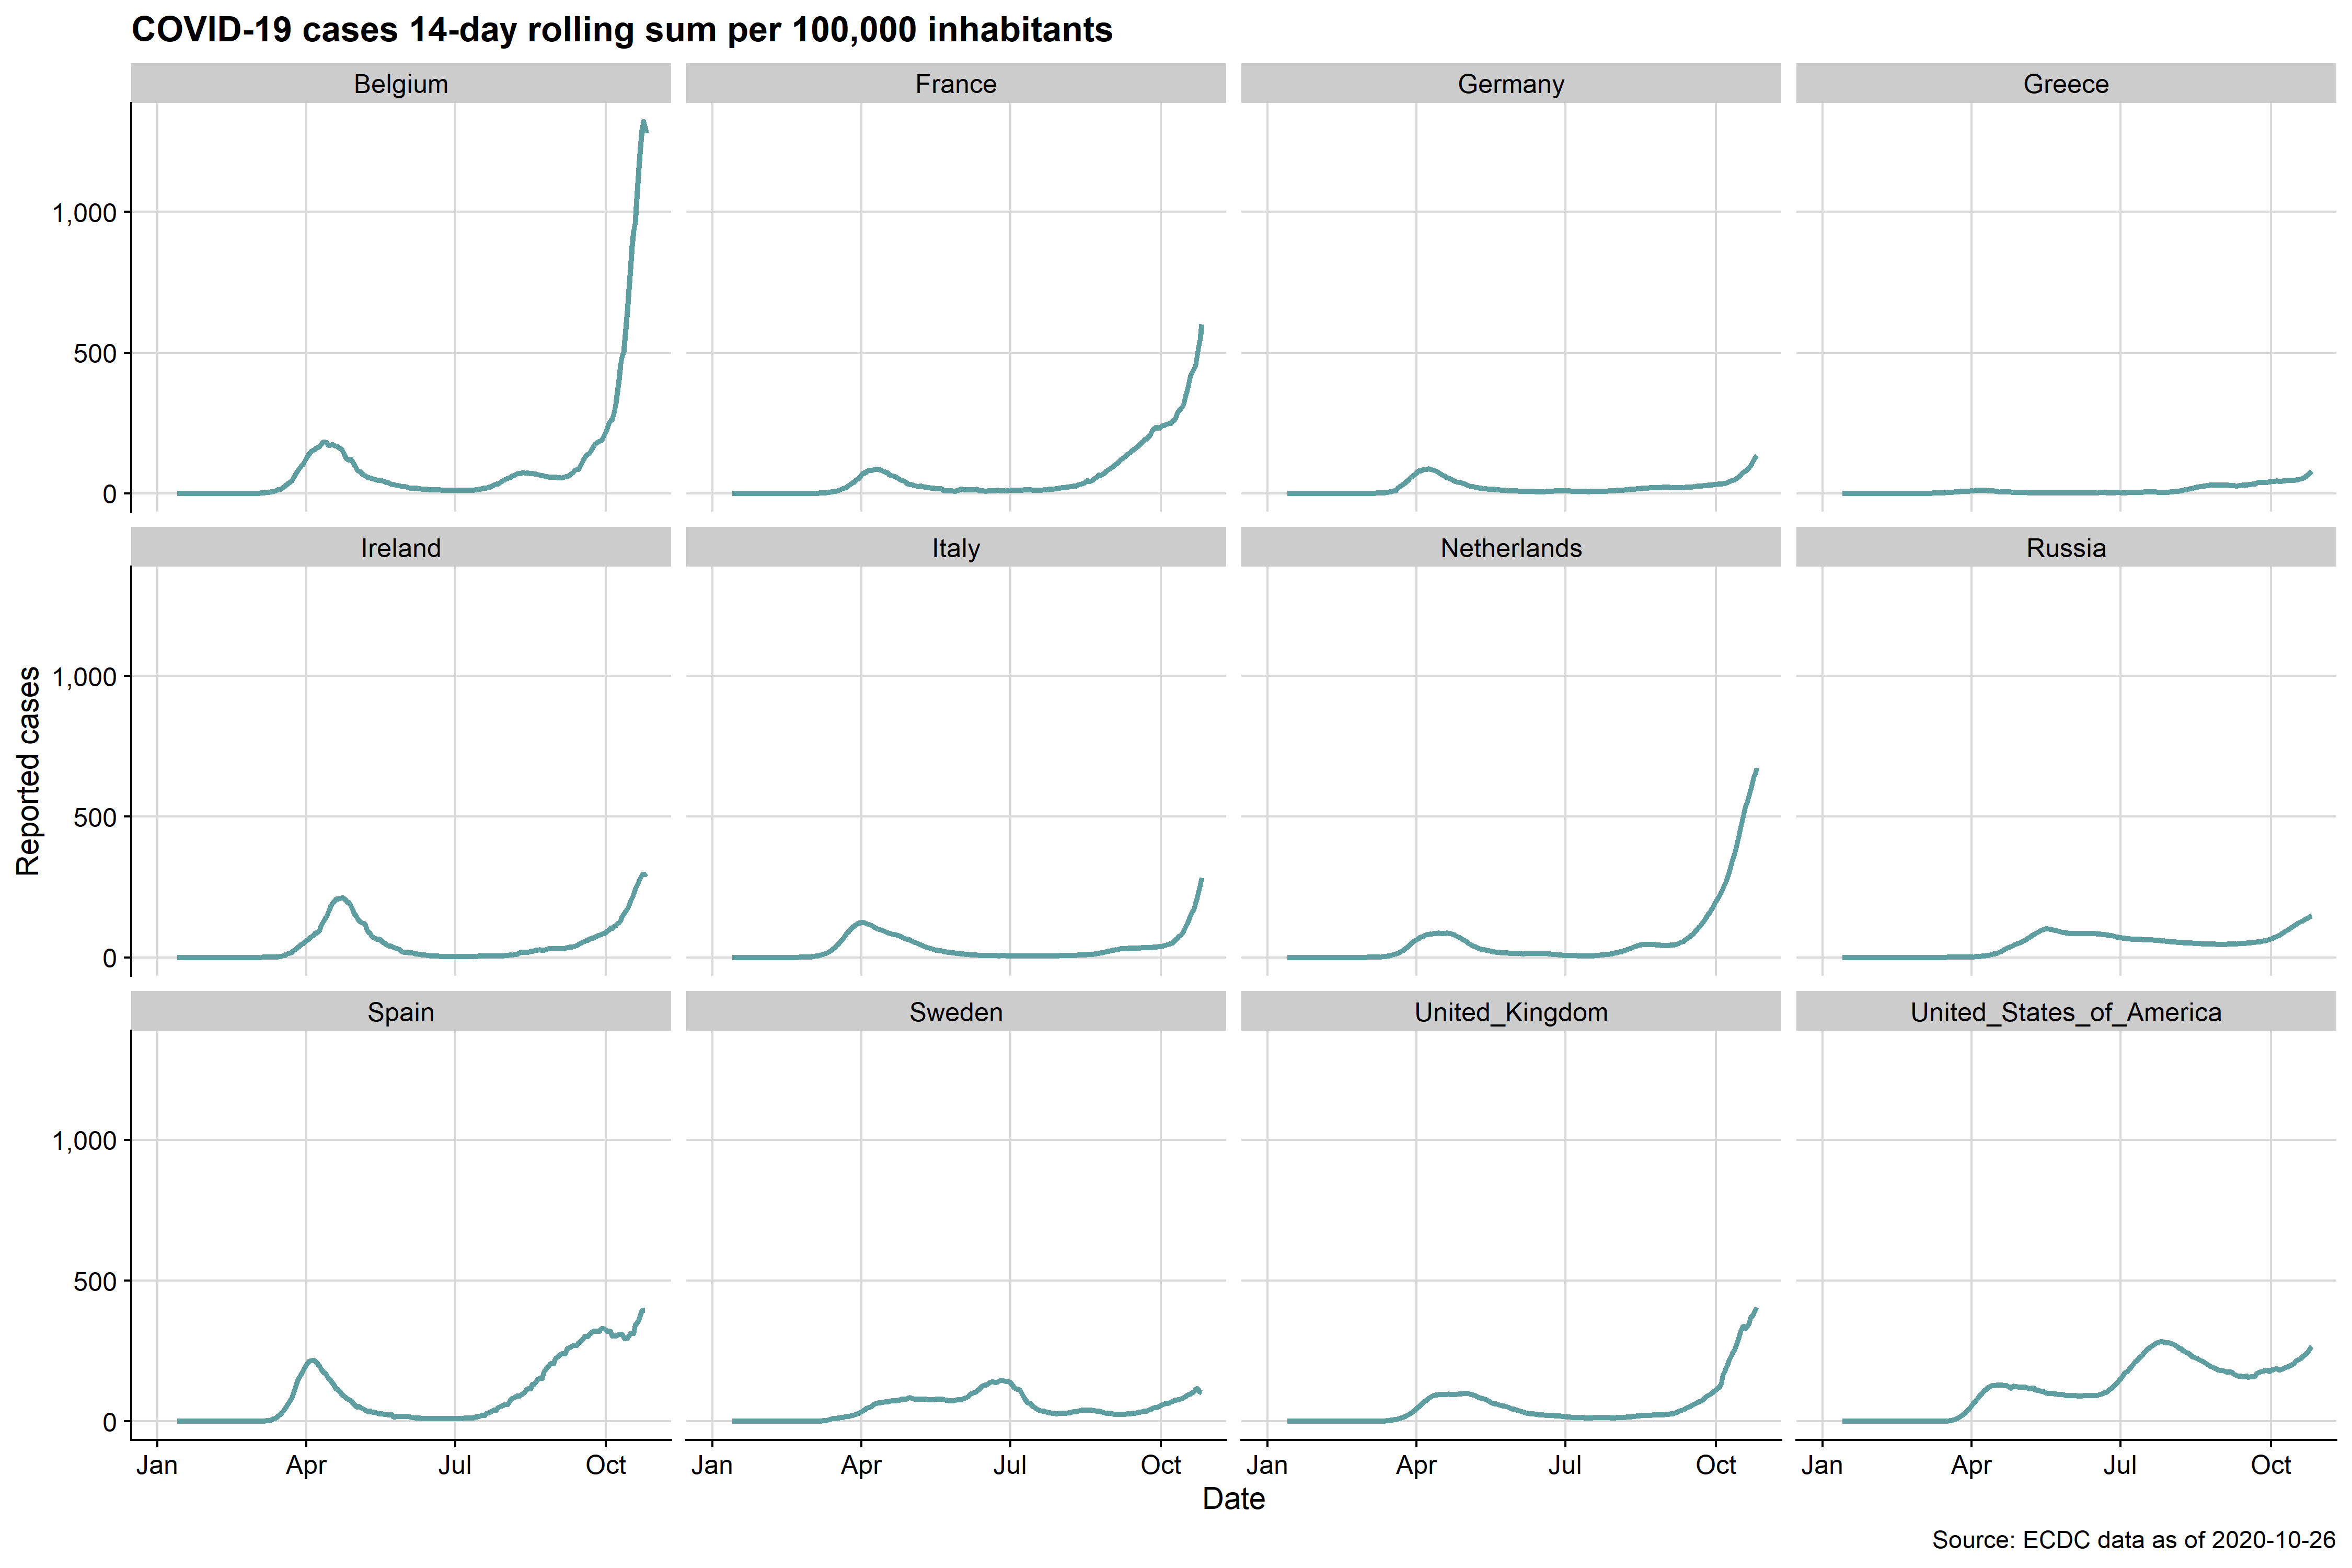 COVID-19 cases 14-day rolling sum per 100,000 inhabitants
Belgium France Germany Greece
1,000
500
0
Ireland Italy Netherlands Russia
1,000
500
0
Reported cases
Spain Sweden United_Kingdom United_States_of_America
1,000
500
0
Jan Apr Jul Oct Jan Apr Jul Oct Jan Apr Jul Oct Jan Apr Jul Oct
Date
Source: ECDC data as of 2020-10-26